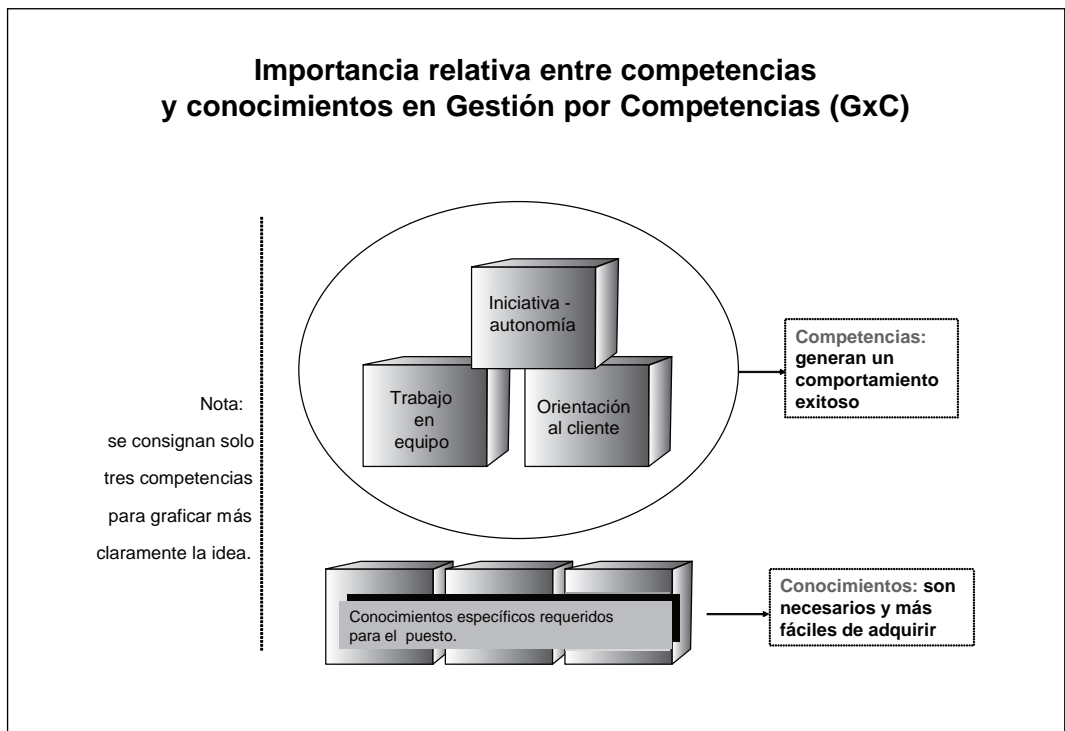 Importancia relativa entre competencias
y conocimientos en Gestión por Competencias (GxC)
Iniciativa -
autonomía
Trabajo
en
equipo
Orientación
al cliente
Competencias:
generan un
comportamiento
exitoso
Nota:
se consignan solo
tres competencias
para graficar más
claramente la idea.
Conocimientos específicos requeridos
para el puesto.
Conocimientos: son
necesarios y más
fáciles de adquirir